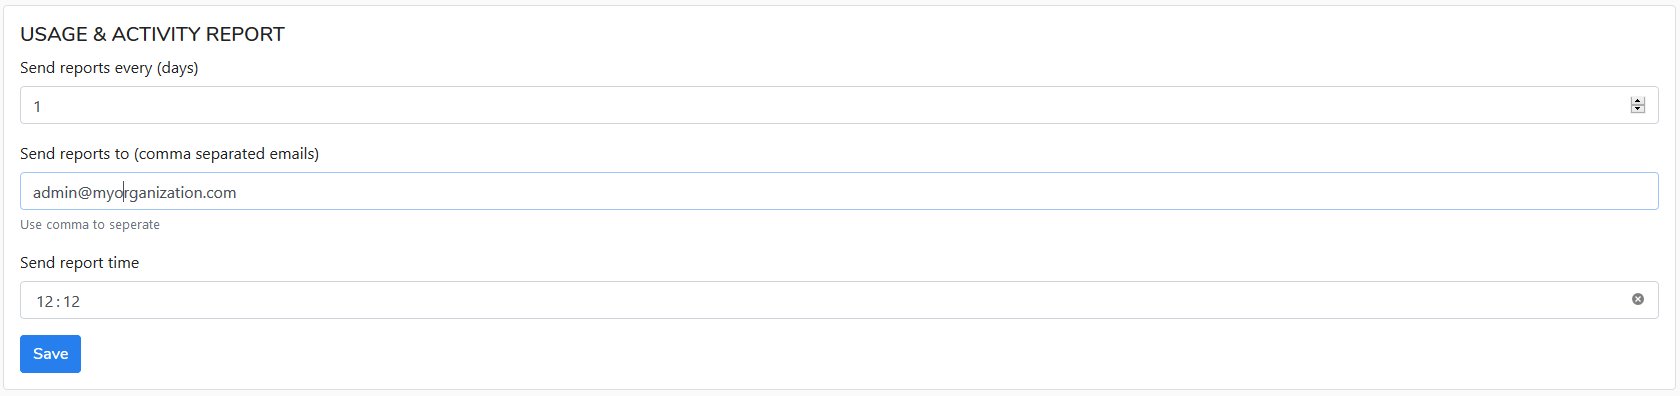 USAGE & ACTIVITY REPORT
Send reports every (days)
1
Send reports to (comma separated emails)
admin@myorganization.com
Use comma to seperate
Send report time
12:12
Save